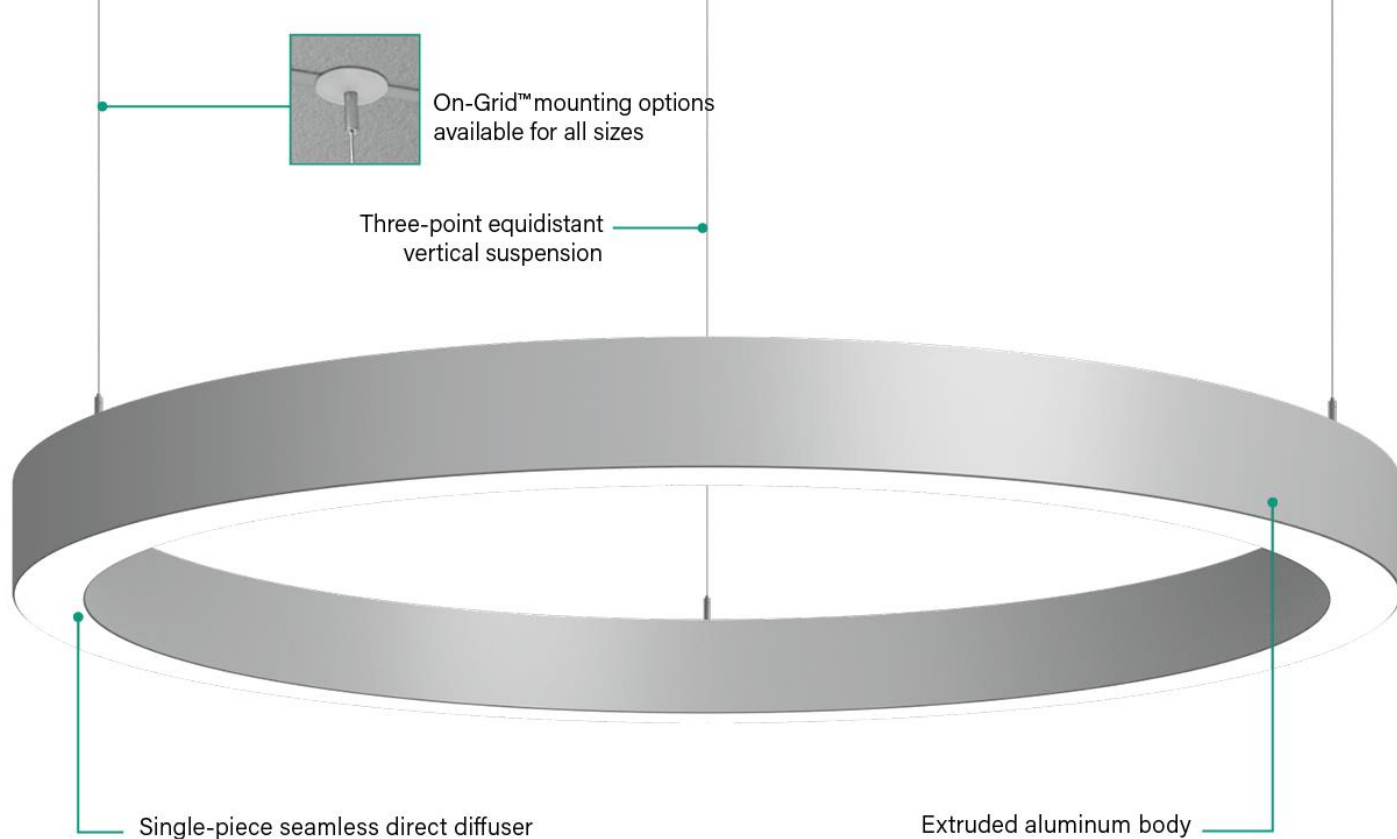 On-Grid™ mounting options
available for all sizes
Three-point equidistant
vertical suspension
Single-piece seamless direct diffuser
Extruded aluminum body